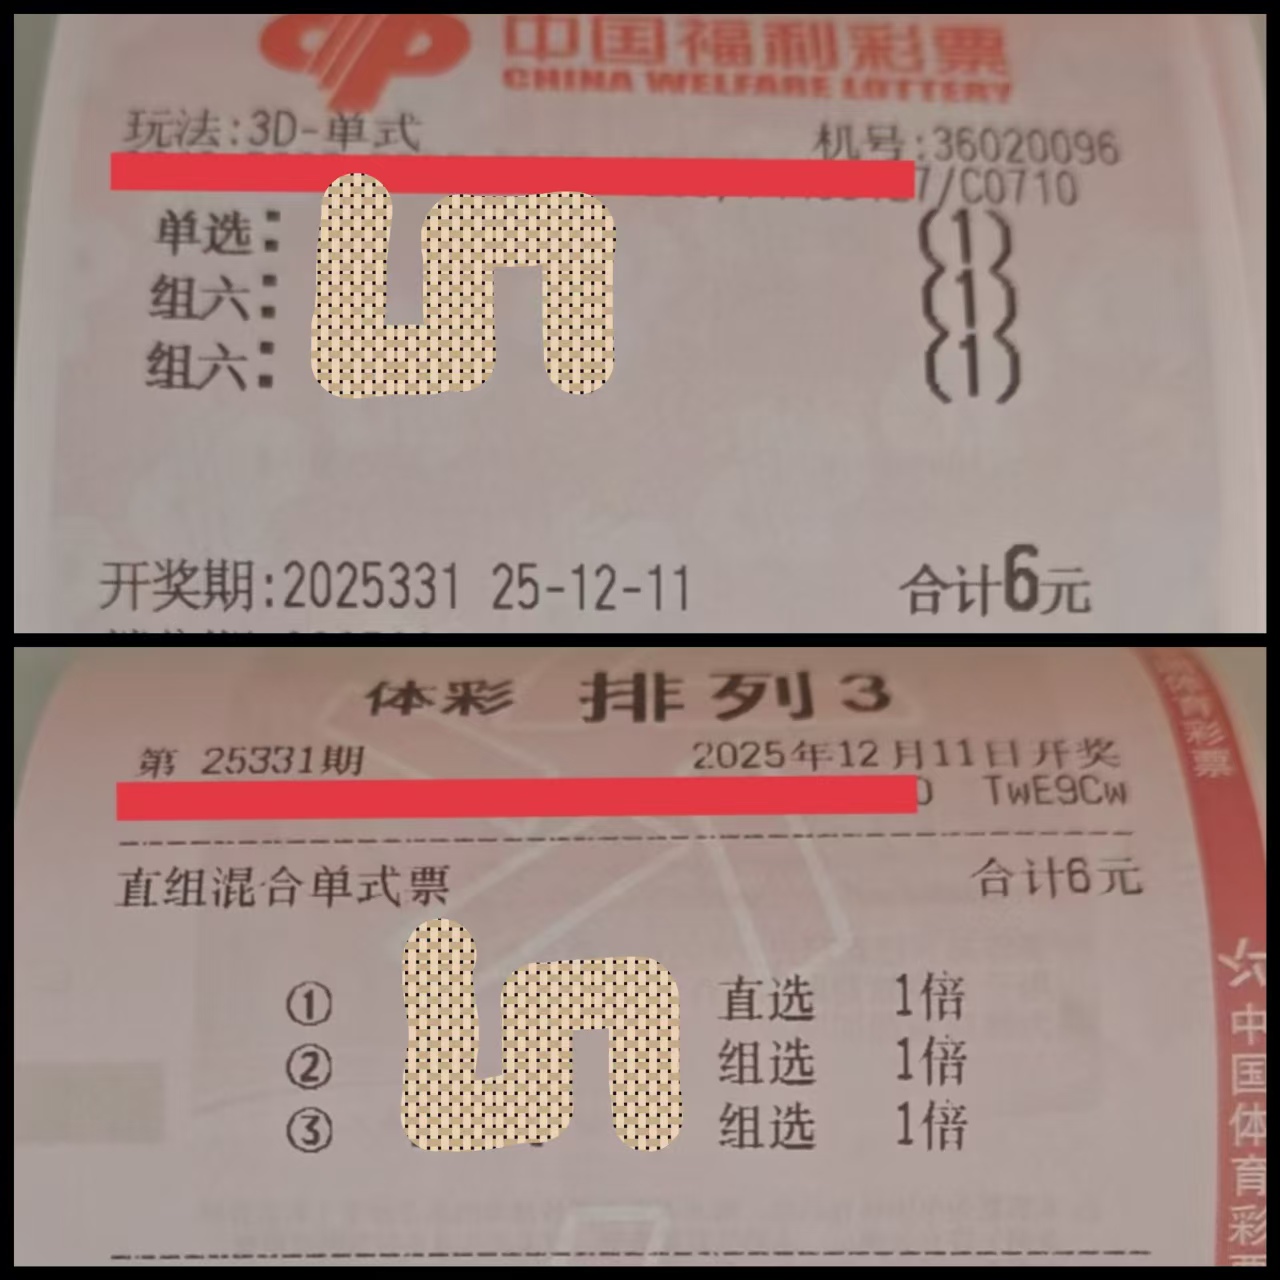 中国福利彩票
CHINA WELFARE LOTTERY
玩法:3D-单式 机号:36020096
7/C0710
单选: (1)
组六: (1)
组六: (1)
开奖期:2025331 25-12-11 合计6元
体彩 排列3
第 25331期 2025年12月11日开奖
TwE9Cw
直组混合单式票 合计6元
① 直选 1倍
② 组选 1倍
③ 组选 1倍
体育彩票
中国体育彩